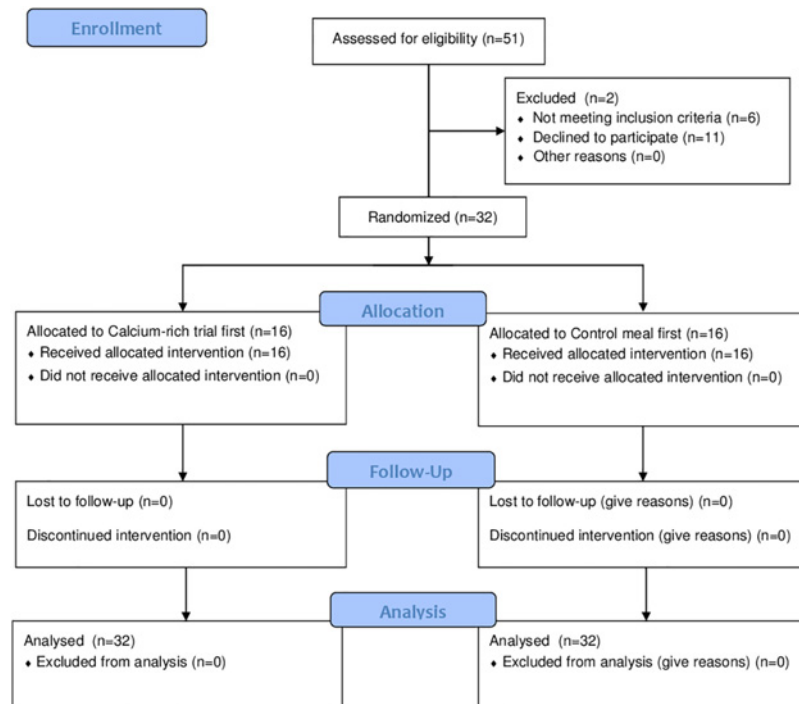 Enrollment
Assessed for eligibility (n=51)
Excluded (n=2)
♦ Not meeting inclusion criteria (n=6)
♦ Declined to participate (n=11)
♦ Other reasons (n=0)
Randomized (n=32)
Allocation
Allocated to Calcium-rich trial first (n=16)
♦ Received allocated intervention (n=16)
♦ Did not receive allocated intervention (n=0)
Allocated to Control meal first (n=16)
♦ Received allocated intervention (n=16)
♦ Did not receive allocated intervention (n=0)
Follow-Up
Lost to follow-up (n=0)
Discontinued intervention (n=0)
Lost to follow-up (give reasons) (n=0)
Discontinued intervention (give reasons) (n=0)
Analysis
Analysed (n=32)
♦ Excluded from analysis (n=0)
Analysed (n=32)
♦ Excluded from analysis (give reasons) (n=0)